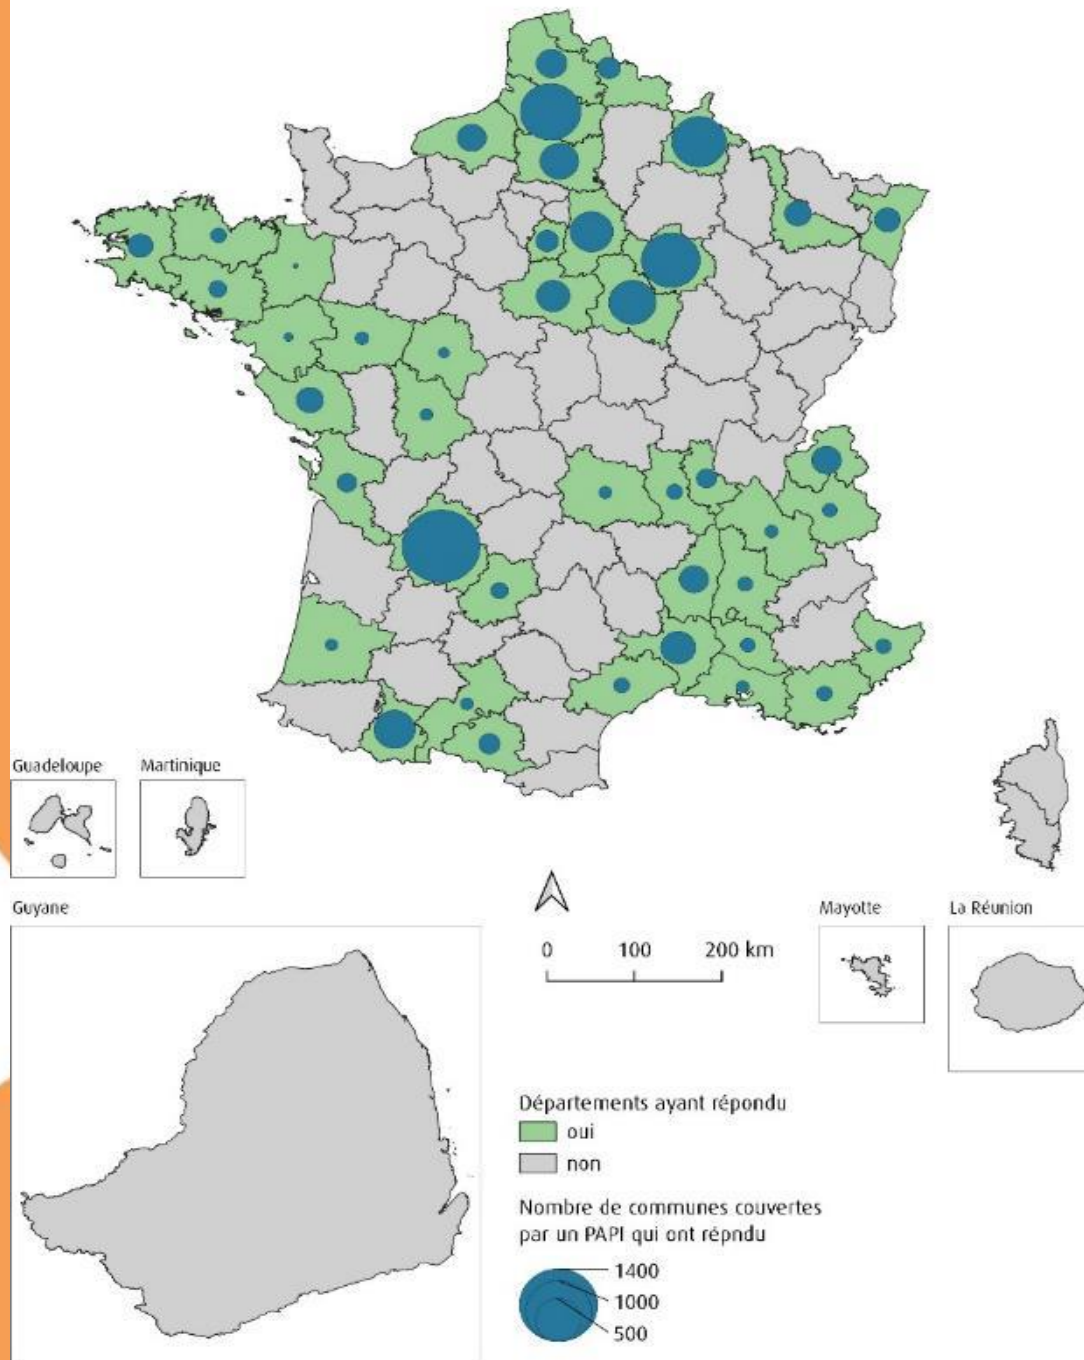 Guadeloupe
Martinique
Guyane
0 100 200 km
Mayotte
La Réunion
Départements ayant répondu
oui
non
Nombre de communes couvertes
par un PAPI qui ont répndu
1400
1000
500